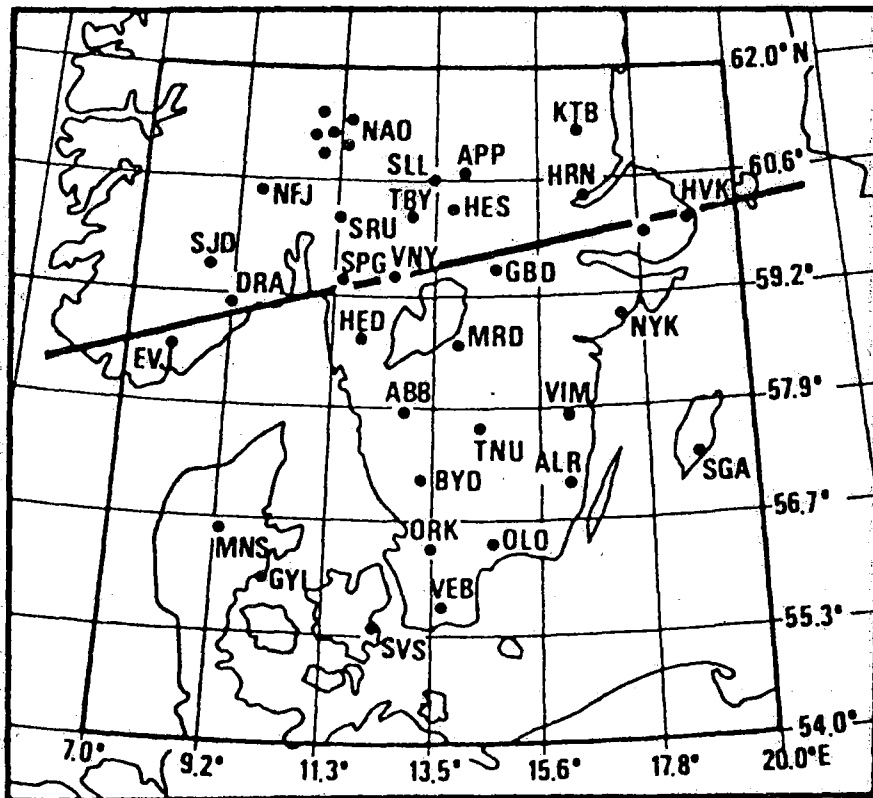 62.0° N
KTB
NAO
SLL APP
60.6°
HRN
HVK
NFJ
TBY HES
SRU
SJD
SPG VNY
GBD
59.2°
DRA
HED
MRD
NYK
EV
57.9°
ABB
VIM
TNU
ALR
SGA
BYD
56.7°
ORK
OLO
MNS
GYL
VEB
55.3°
SVS
54.0°
7.0° 9.2° 11.3° 13.5° 15.6° 17.8° 20.0°E